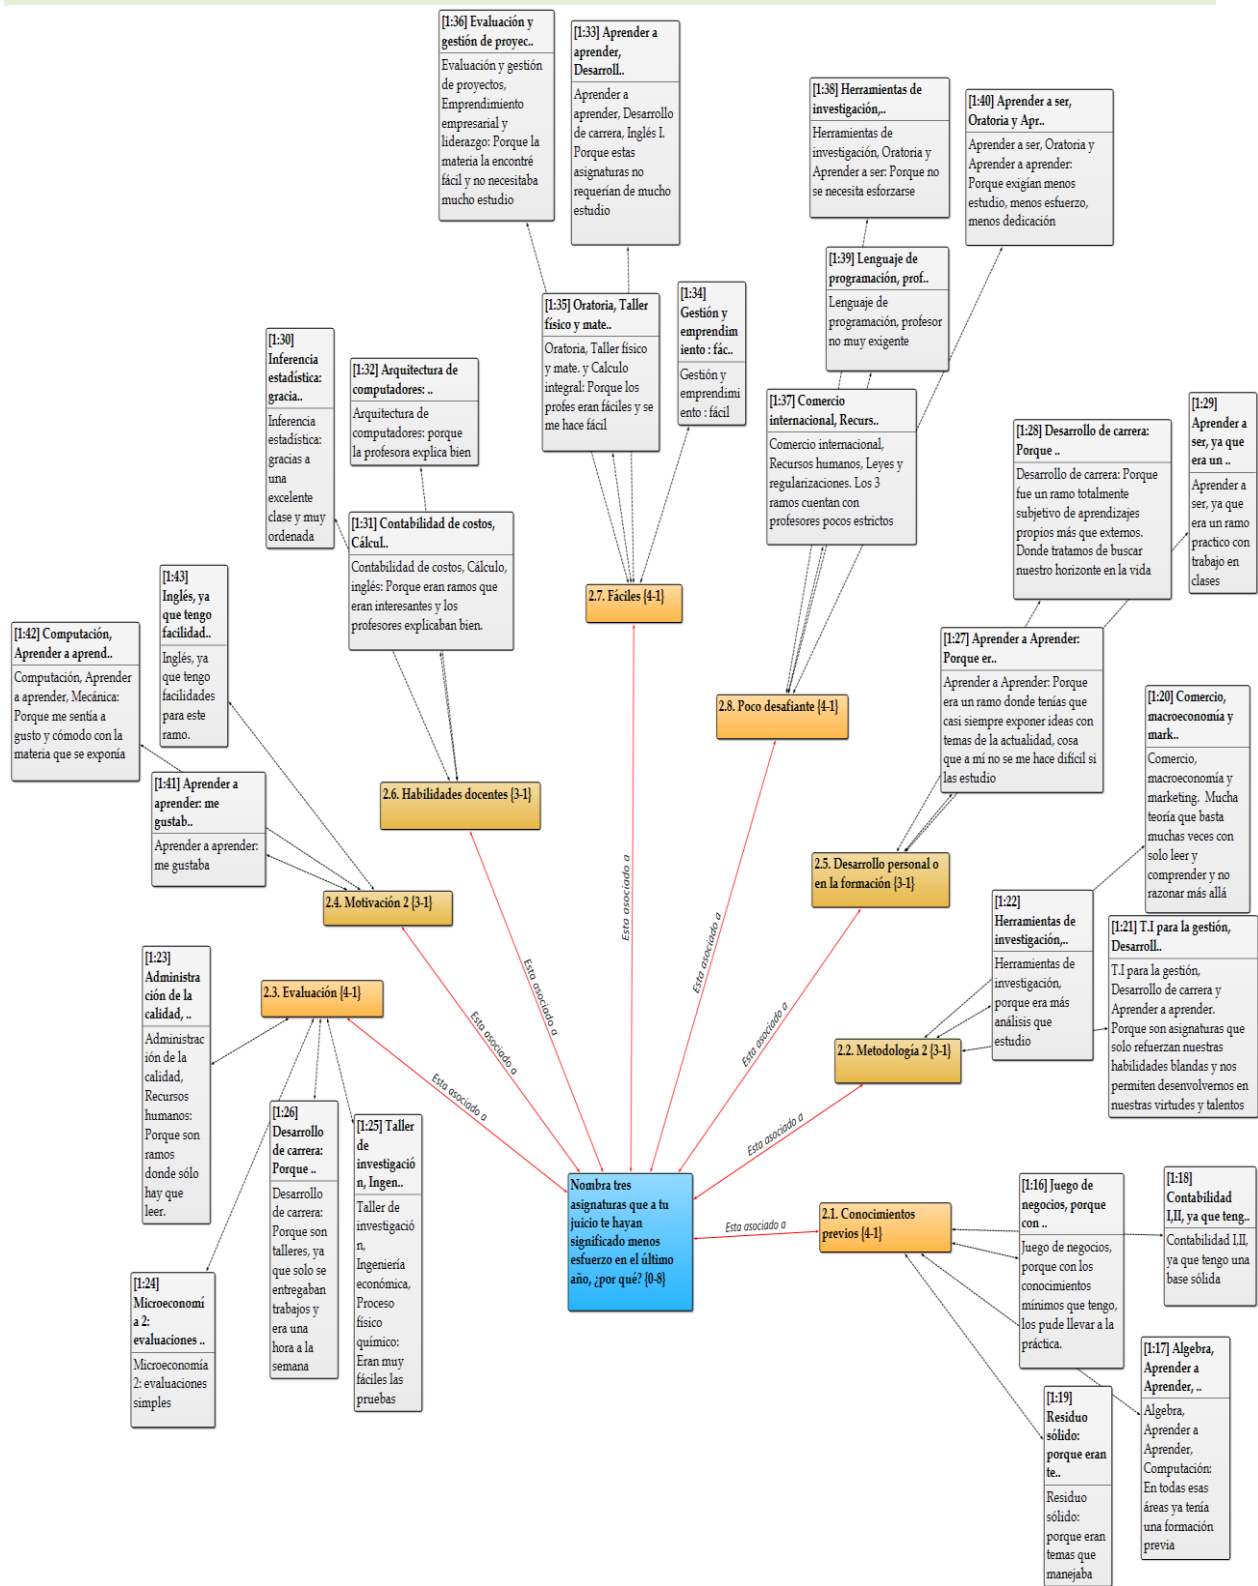 [1:36] Evaluación y
gestión de proyec..
Evaluación y gestión
de proyectos,
Emprendimiento
empresarial y
liderazgo: Porque la
materia la encontré
fácil y no necesitaba
mucho estudio
[1:33] Aprender a
aprender,
Desarroll..
Aprender a
aprender, Desarrollo
de carrera, Inglés I.
Porque estas
asignaturas no
requerían de mucho
estudio
[1:38] Herramientas de
investigación,..
Herramientas de
investigación, Oratoria y
Aprender a ser: Porque no
se necesita esforzarse
[1:40] Aprender a ser,
Oratoria y Apr..
Aprender a ser, Oratoria y
Aprender a aprender:
Porque exigían menos
estudio, menos esfuerzo,
menos dedicación
[1:39] Lenguaje de
programación, prof..
Lenguaje de
programación, profesor
no muy exigente
[1:35] Oratoria, Taller
físico y mate..
Oratoria, Taller físico
y mate. y Calculo
integral: Porque los
profes eran fáciles y se
me hace fácil
[1:34]
Gestión y
emprendim
iento : fác..
Gestión y
emprendimi
ento : fácil
[1:30]
Inferencia
estadística:
gracia..
Inferencia
estadística:
gracias a
una
excelente
clase y muy
ordenada
[1:32] Arquitectura de
computadores: ..
Arquitectura de
computadores: porque
la profesora explica bien
[1:37] Comercio
internacional, Recurs..
Comercio internacional,
Recursos humanos, Leyes y
regularizaciones. Los 3
ramos cuentan con
profesores pocos estrictos
[1:28] Desarrollo de carrera:
Porque ..
Desarrollo de carrera: Porque
fue un ramo totalmente
subjetivo de aprendizajes
propios más que externos.
Donde tratamos de buscar
nuestro horizonte en la vida
[1:29]
Aprender a
ser, ya que
era un ..
Aprender a
ser, ya que
era un ramo
practico con
trabajo en
clases
[1:31] Contabilidad de costos,
Cálcul..
Contabilidad de costos, Cálculo,
inglés: Porque eran ramos que
eran interesantes y los
profesores explicaban bien.
[1:43]
Inglés, ya
que tengo
facilidad..
Inglés, ya
que tengo
facilidades
para este
ramo.
2.7. Fáciles {4-1}
[1:42] Computación,
Aprender a aprend..
Computación, Aprender
a aprender, Mecánica:
Porque me sentía a
gusto y cómodo con la
materia que se exponía
[1:27] Aprender a Aprender:
Porque er..
Aprender a Aprender: Porque
era un ramo donde tenías que
casi siempre exponer ideas con
temas de la actualidad, cosa
que a mí no se me hace difícil si
las estudio
[1:20] Comercio,
macroeconomía y
mark..
Comercio,
macroeconomía y
marketing.  Mucha
teoría que basta
muchas veces con
solo leer y
comprender y no
razonar más allá
2.8. Poco desafiante {4-1}
[1:41] Aprender a
aprender: me
gustab..
Aprender a aprender:
me gustaba
2.6. Habilidades docentes {3-1}
2.5. Desarrollo personal o
en la formación {3-1}
2.4. Motivación 2 {3-1}
[1:22]
Herramientas de
investigación,..
Herramientas de
investigación,
porque era más
análisis que
estudio
[1:21] T.I para la gestión,
Desarroll..
T.I para la gestión,
Desarrollo de carrera y
Aprender a aprender.
Porque son asignaturas que
solo refuerzan nuestras
habilidades blandas y nos
permiten desenvolvernos en
nuestras virtudes y talentos
[1:23]
Administra
ción de la
calidad, ..
Administrac
ión de la
calidad,
Recursos
humanos:
Porque son
ramos
donde sólo
hay que
leer.
2.3. Evaluación {4-1}
2.2. Metodología 2 {3-1}
Esta asociado a
Esta asociado a
Esta asociado a
Esta asociado a
Esta asociado a
Esta asociado a
Esta asociado a
Esta asociado a
[1:26]
Desarrollo
de carrera:
Porque ..
Desarrollo
de carrera:
Porque son
talleres, ya
que solo se
entregaban
trabajos y
era una
hora a la
semana
[1:25] Taller
de
investigació
n, Ingen..
Taller de
investigació
n,
Ingeniería
económica,
Proceso
físico
químico:
Eran muy
fáciles las
pruebas
[1:24]
Microeconomí
a 2:
evaluaciones ..
Microeconomía
2: evaluaciones
simples
Nombra tres
asignaturas que a tu
juicio te hayan
significado menos
esfuerzo en el último
año, ¿por qué? {0-8}
2.1. Conocimientos
previos {4-1}
[1:16] Juego de
negocios, porque
con ..
Juego de negocios,
porque con los
conocimientos
mínimos que tengo,
los pude llevar a la
práctica.
[1:18]
Contabilidad
I,II, ya que teng..
Contabilidad I,II,
ya que tengo una
base sólida
[1:17] Algebra,
Aprender a
Aprender, ..
Algebra,
Aprender a
Aprender,
Computación:
En todas esas
áreas ya tenía
una formación
previa
[1:19]
Residuo
sólido:
porque eran
te..
Residuo
sólido:
porque eran
temas que
manejaba